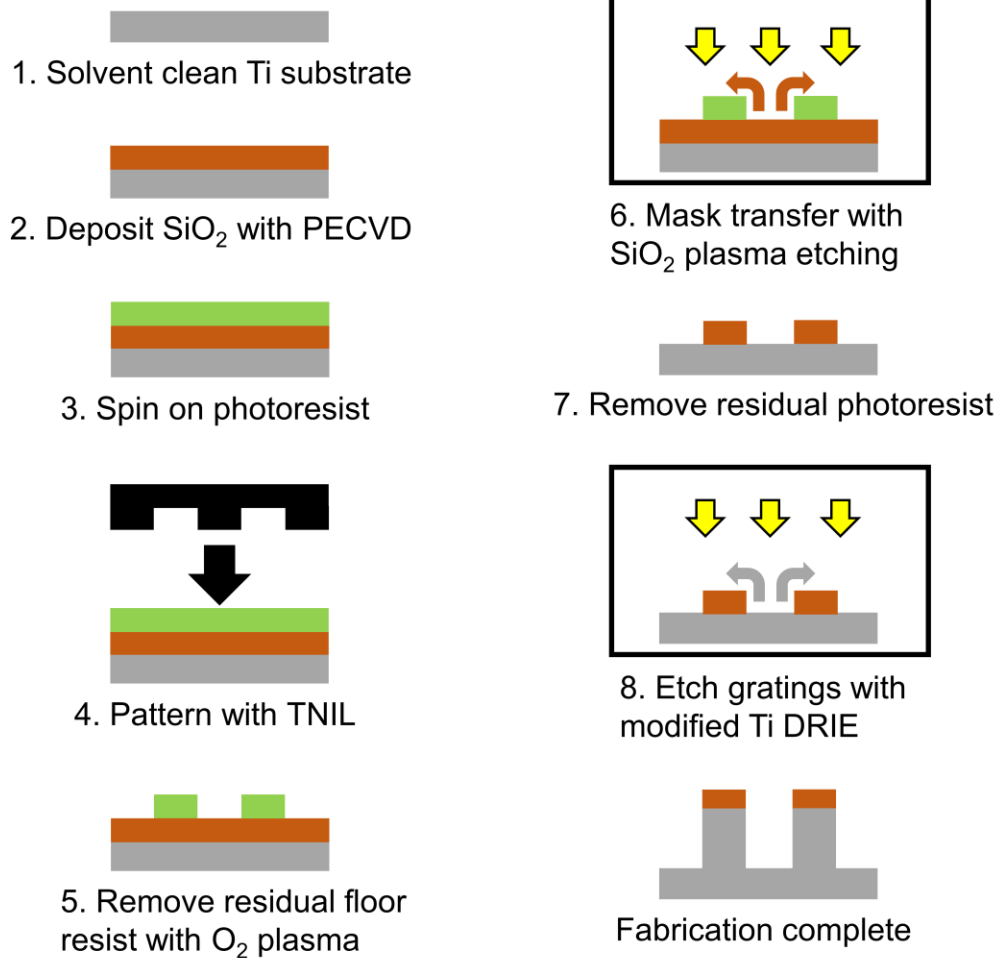 1. Solvent clean Ti substrate
2. Deposit SiO₂ with PECVD
3. Spin on photoresist
4. Pattern with TNIL
5. Remove residual floor
resist with O₂ plasma
6. Mask transfer with
SiO₂ plasma etching
7. Remove residual photoresist
8. Etch gratings with
modified Ti DRIE
Fabrication complete